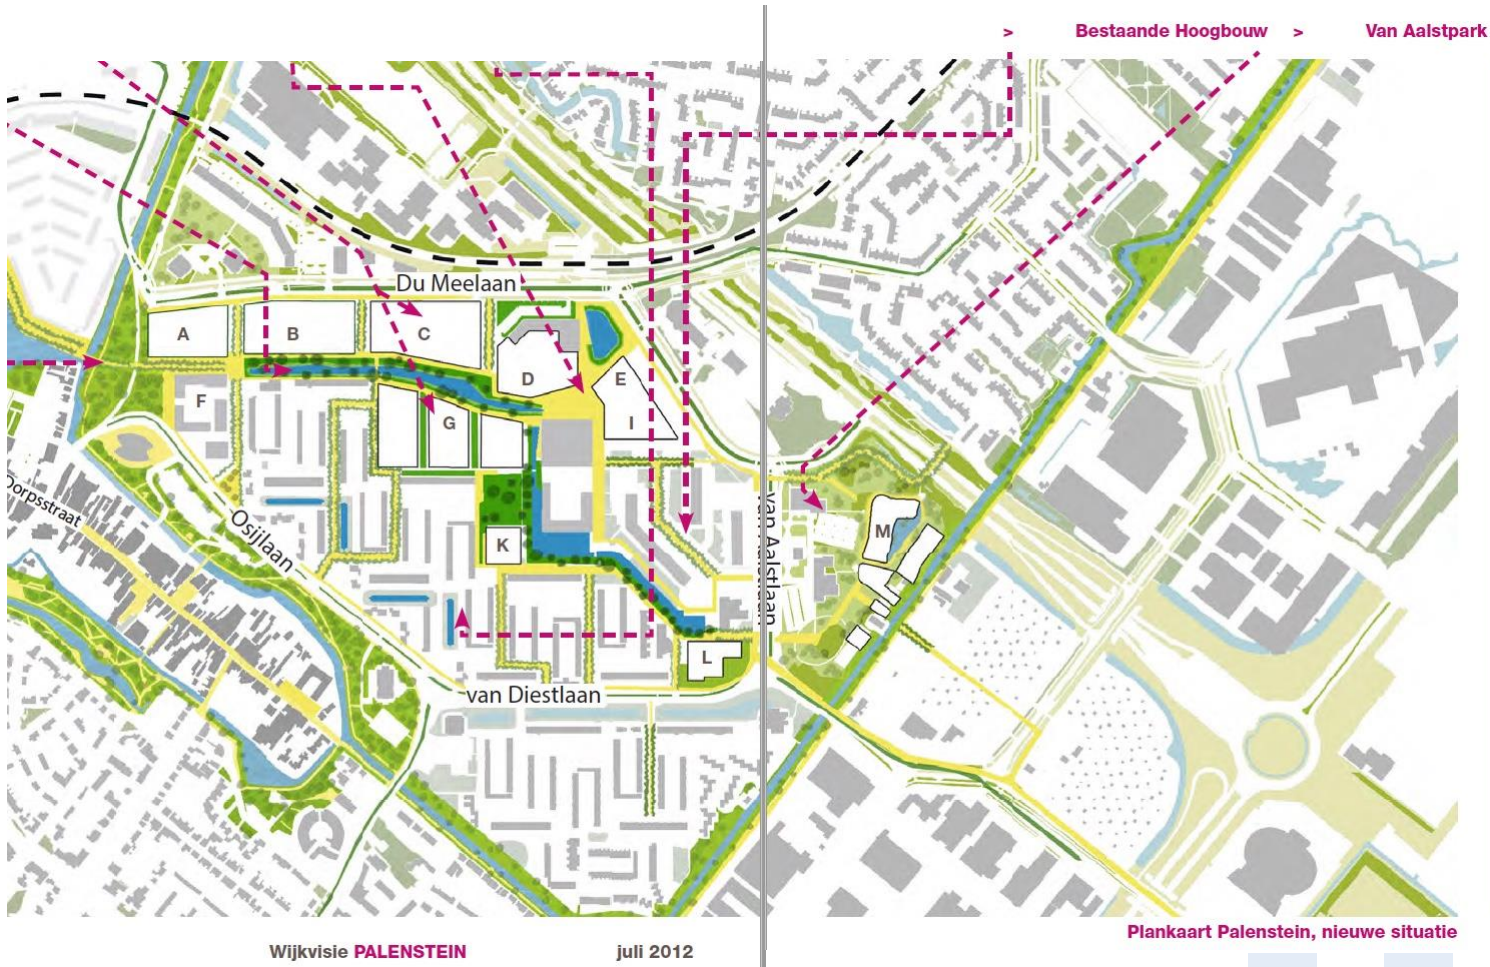 > Bestaande Hoogbouw > Van Aalstpark
Du Meelaan
A
B
C
D
E
F
G
I
K
L
M
Dorpsstraat
Osijlaan
van Aalstlaan
van Diestlaan
Plankaart Palenstein, nieuwe situatie
Wijkvisie PALENSTEIN juli 2012